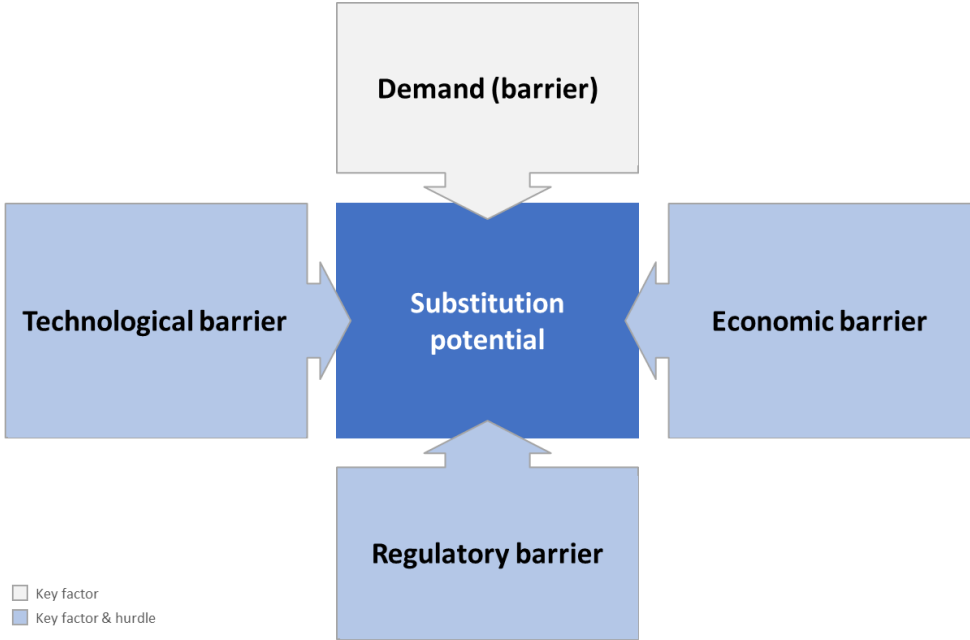 Demand (barrier)
Technological barrier
Substitution
potential
Economic barrier
Regulatory barrier
Key factor
Key factor & hurdle